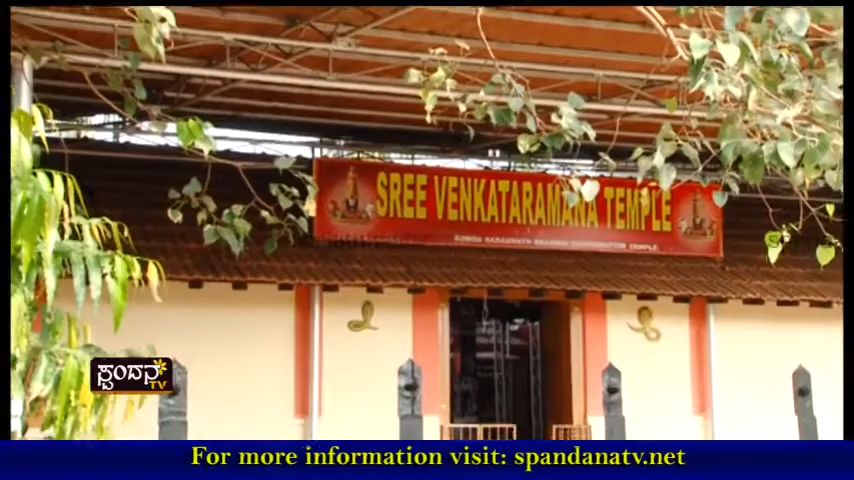 SREE VENKATARAMANA TEMPLE
ಸ್ಪಂದನ
TV
For more information visit: spandanatv.net